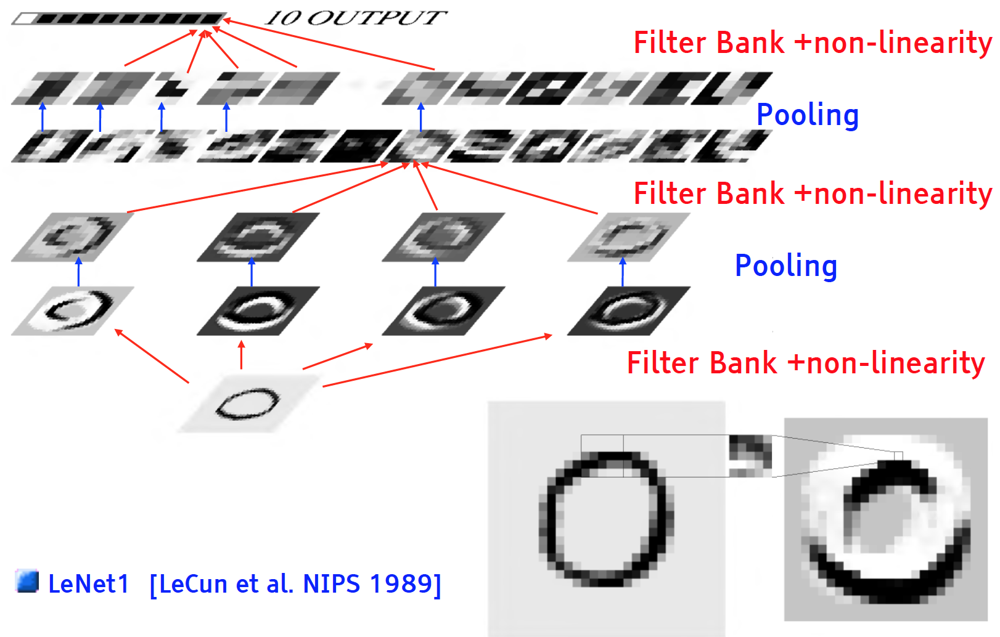 10 OUTPUT
Filter Bank +non-linearity
Pooling
Filter Bank +non-linearity
Pooling
Filter Bank +non-linearity
LeNet1 [LeCun et al. NIPS 1989]